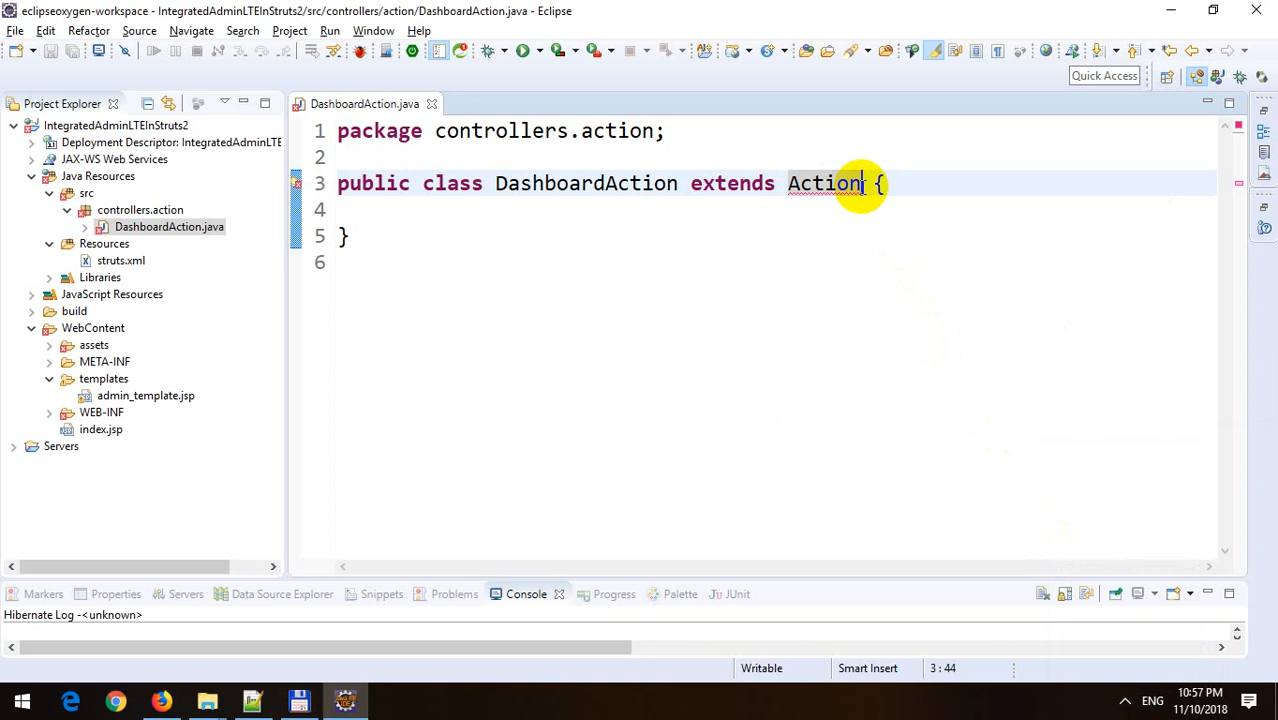 eclipseoxygen-workspace - IntegratedAdminLTEInStruts2/src/controllers/action/DashboardAction.java - Eclipse
File Edit Refactor Source Navigate Search Project Run Window Help
Quick Access
Project Explorer
IntegratedAdminLTEInStruts2
Deployment Descriptor: IntegratedAdminLTE
JAX-WS Web Services
Java Resources
src
controllers.action
DashboardAction.java
Resources
struts.xml
Libraries
JavaScript Resources
build
WebContent
assets
META-INF
templates
admin_template.jsp
WEB-INF
index.jsp
Servers
DashboardAction.java
1 package controllers.action;
2
3 public class DashboardAction extends Action {
4
5 }
6
Markers Properties Servers Data Source Explorer Snippets Problems Console Progress Palette JUnit
Hibernate Log -<unknown>
Writable Smart Insert 3 : 44
ENG 10:57 PM
11/10/2018